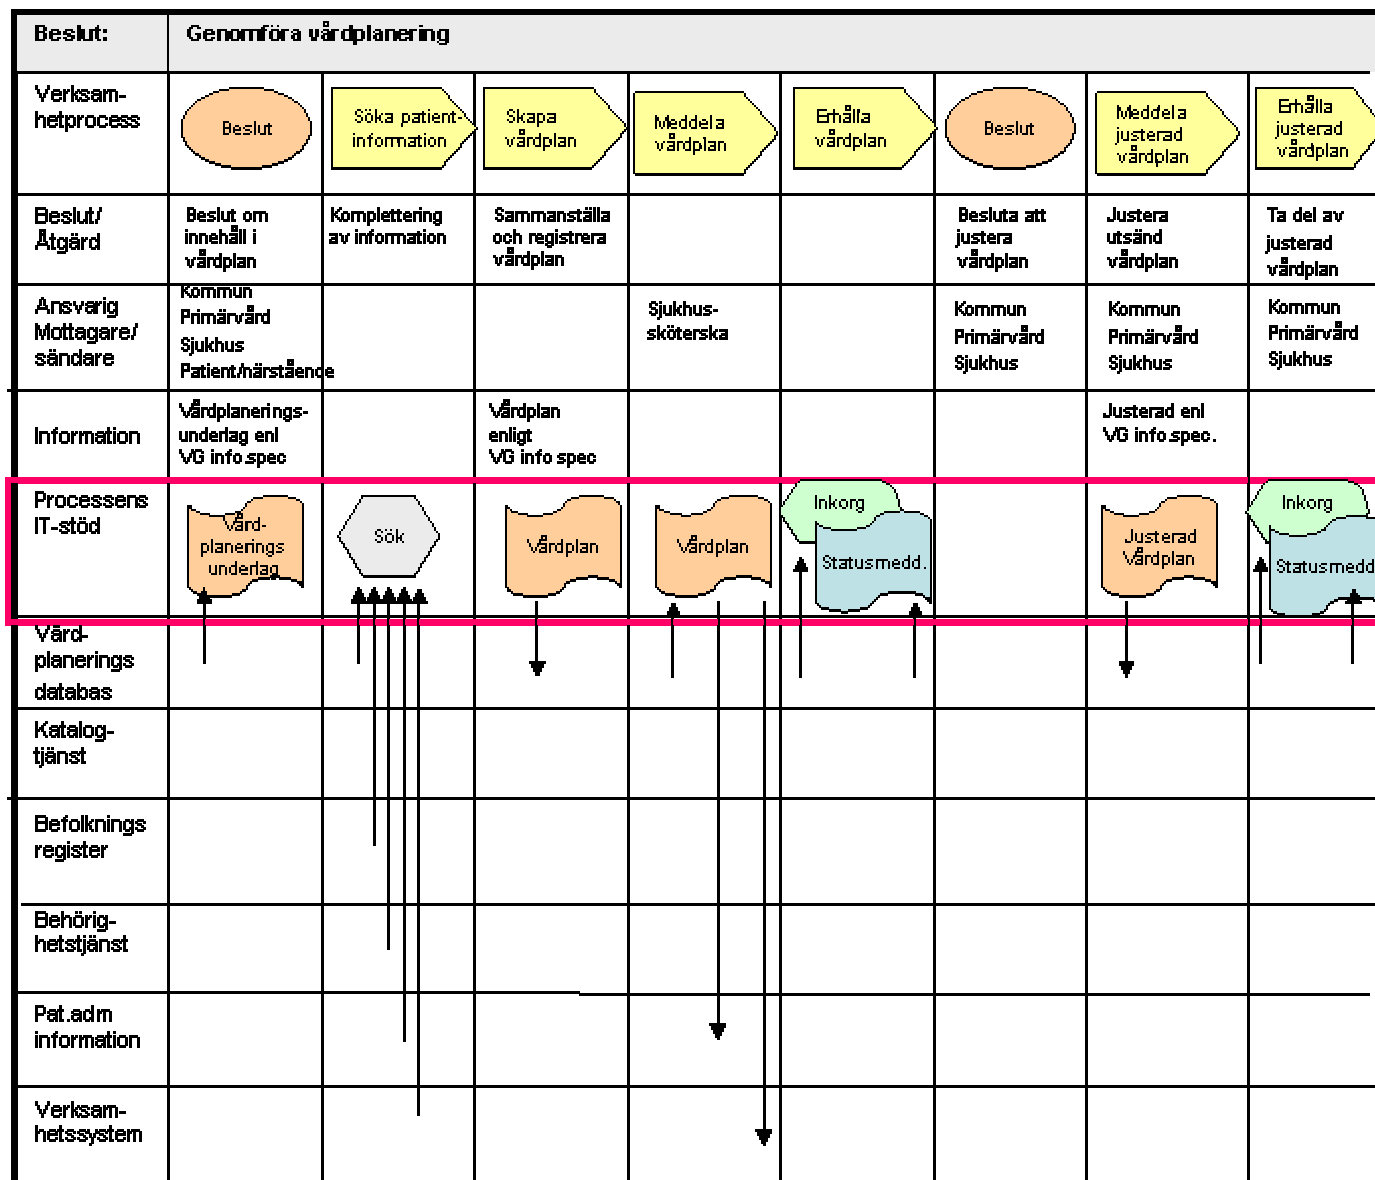 Beslut:
Genomföra vårdplanering
Verksam-
hetprocess
Beslut
Söka patient-
information
Skapa
vårdplan
Meddela
vårdplan
Erhålla
vårdplan
Beslut
Meddela
justerad
vårdplan
Erhålla
justerad
vårdplan
Beslut/
Åtgärd
Beslut om
innehåll i
vårdplan
Komplettering
av information
Sammanställa
och registrera
vårdplan
Besluta att
justera
vårdplan
Justera
utsänd
vårdplan
Ta del av
justerad
vårdplan
Ansvarig
Mottagare/
sändare
Kommun
Primärvård
Sjukhus
Patient/närstående
Sjukhus-
sköterska
Kommun
Primärvård
Sjukhus
Kommun
Primärvård
Sjukhus
Kommun
Primärvård
Sjukhus
Information
Vårdplanerings-
underlag enl
VG info.spec
Vårdplan
enligt
VG info spec
Justerad enl
VG info.spec.
Processens
IT-stöd
Vård-
planerings
underlag
Sök
Vårdplan
Vårdplan
Inkorg
Statusmedd.
Justerad
Vårdplan
Inkorg
Statusmedd
Vård-
planerings
databas
Katalog-
tjänst
Befolknings
register
Behörig-
hetstjänst
Pat.adm
information
Verksam-
hetssystem